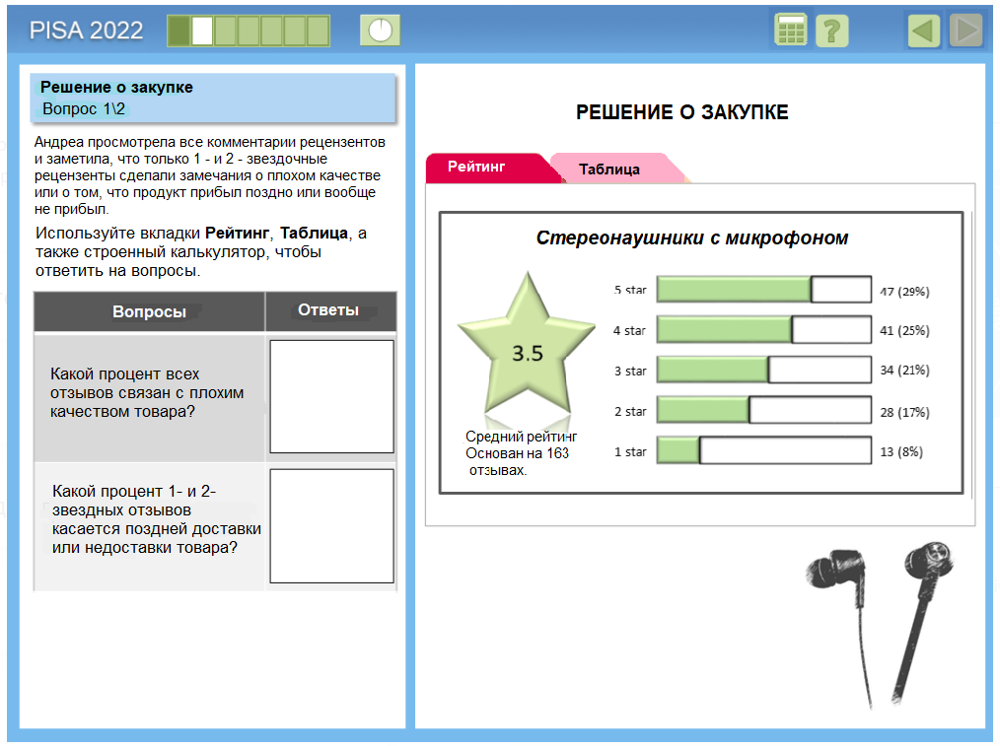 PISA 2022
?
Решение о закупке
Вопрос 1\2
Андреа просмотрела все комментарии рецензентов
и заметила, что только 1 - и 2 - звездочные
рецензенты сделали замечания о плохом качестве
или о том, что продукт прибыл поздно или вообще
не прибыл.
Используйте вкладки Рейтинг, Таблица, а
также строенный калькулятор, чтобы
ответить на вопросы.
Вопросы
Ответы
Какой процент всех
отзывов связан с плохим
качеством товара?
Какой процент 1- и 2-
звездных отзывов
касается поздней доставки
или недоставки товара?
РЕШЕНИЕ О ЗАКУПКЕ
Рейтинг
Таблица
Стереонаушники с микрофоном
3.5
Средний рейтинг
Основан на 163
отзывах.
5 star 47 (29%)
4 star 41 (25%)
3 star 34 (21%)
2 star 28 (17%)
1 star 13 (8%)